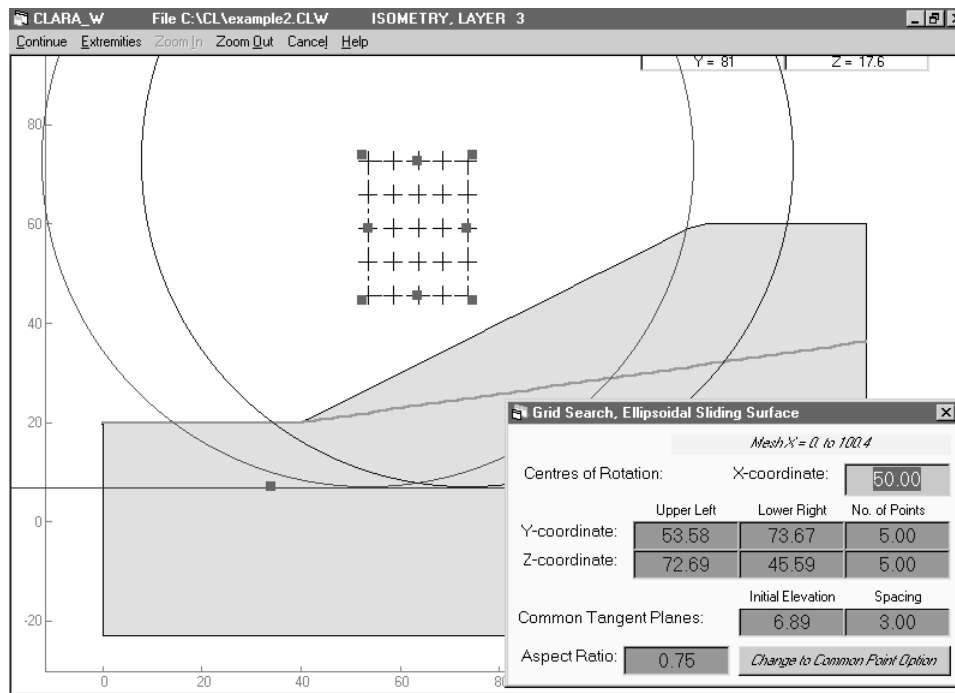 CLARA_W File C:\CL\example2.CLW ISOMETRY, LAYER 3
Continue Extremities Zoom In Zoom Out Cancel Help
Y = 81 Z = 17.6
80
60
40
20
0
-20
0 20 40 60 80
Grid Search, Ellipsoidal Sliding Surface
Mesh X = 0. to 100.4
Centres of Rotation: X-coordinate: 50.00
Upper Left Lower Right No. of Points
Y-coordinate: 53.58 73.67 5.00
Z-coordinate: 72.69 45.59 5.00
Initial Elevation Spacing
Common Tangent Planes: 6.89 3.00
Aspect Ratio: 0.75 Change to Common Point Option